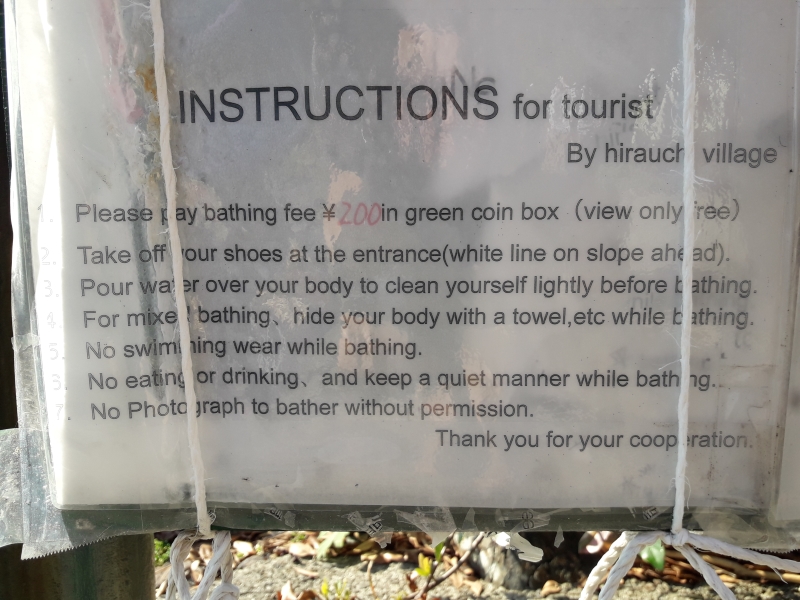 INSTRUCTIONS for tourist
By hirauchi village
1. Please pay bathing fee ¥200in green coin box（view only free）
2. Take off your shoes at the entrance(white line on slope ahead).
3. Pour water over your body to clean yourself lightly before bathing.
4. For mixed bathing、hide your body with a towel,etc while bathing.
5. No swimming wear while bathing.
No eating or drinking、and keep a quiet manner while bathing..
7. No Photograph to bather without permission.
Thank you for your cooperation.